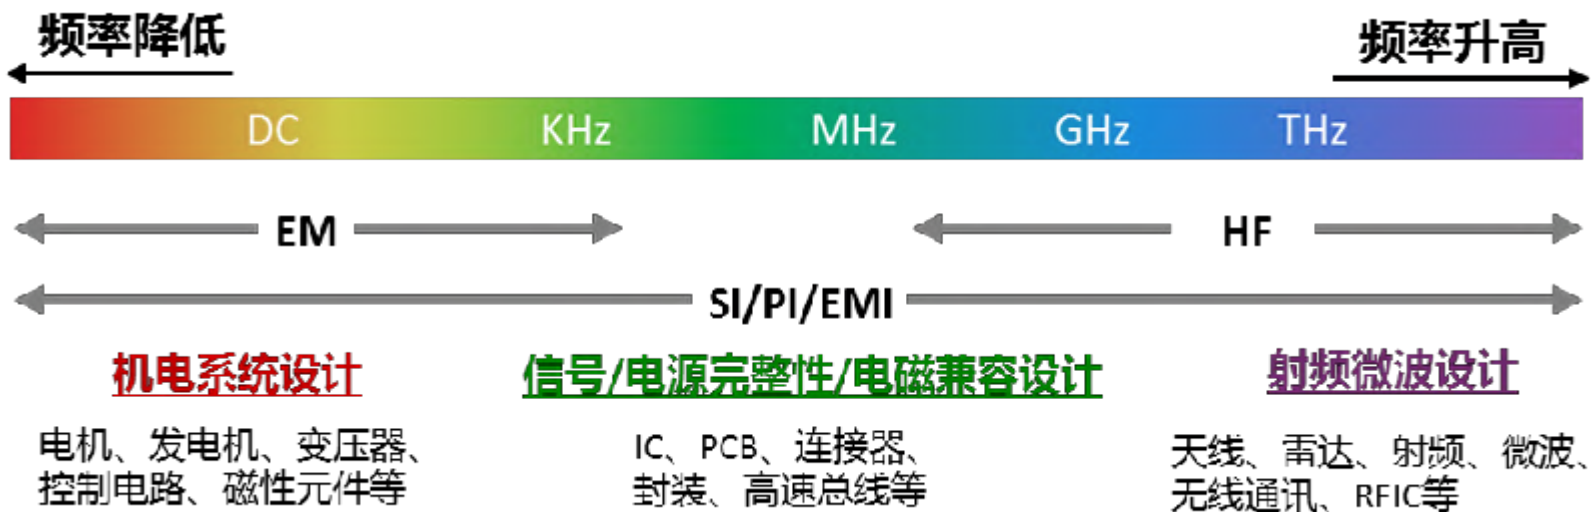 频率降低
频率升高
DC KHz MHz GHz THz
EM HF
SI/PI/EMI
机电系统设计
信号/电源完整性/电磁兼容设计
射频微波设计
电机、发电机、变压器、
控制电路、磁性元件等
IC、PCB、连接器、
封装、高速总线等
天线、雷达、射频、微波、
无线通讯、RFIC等